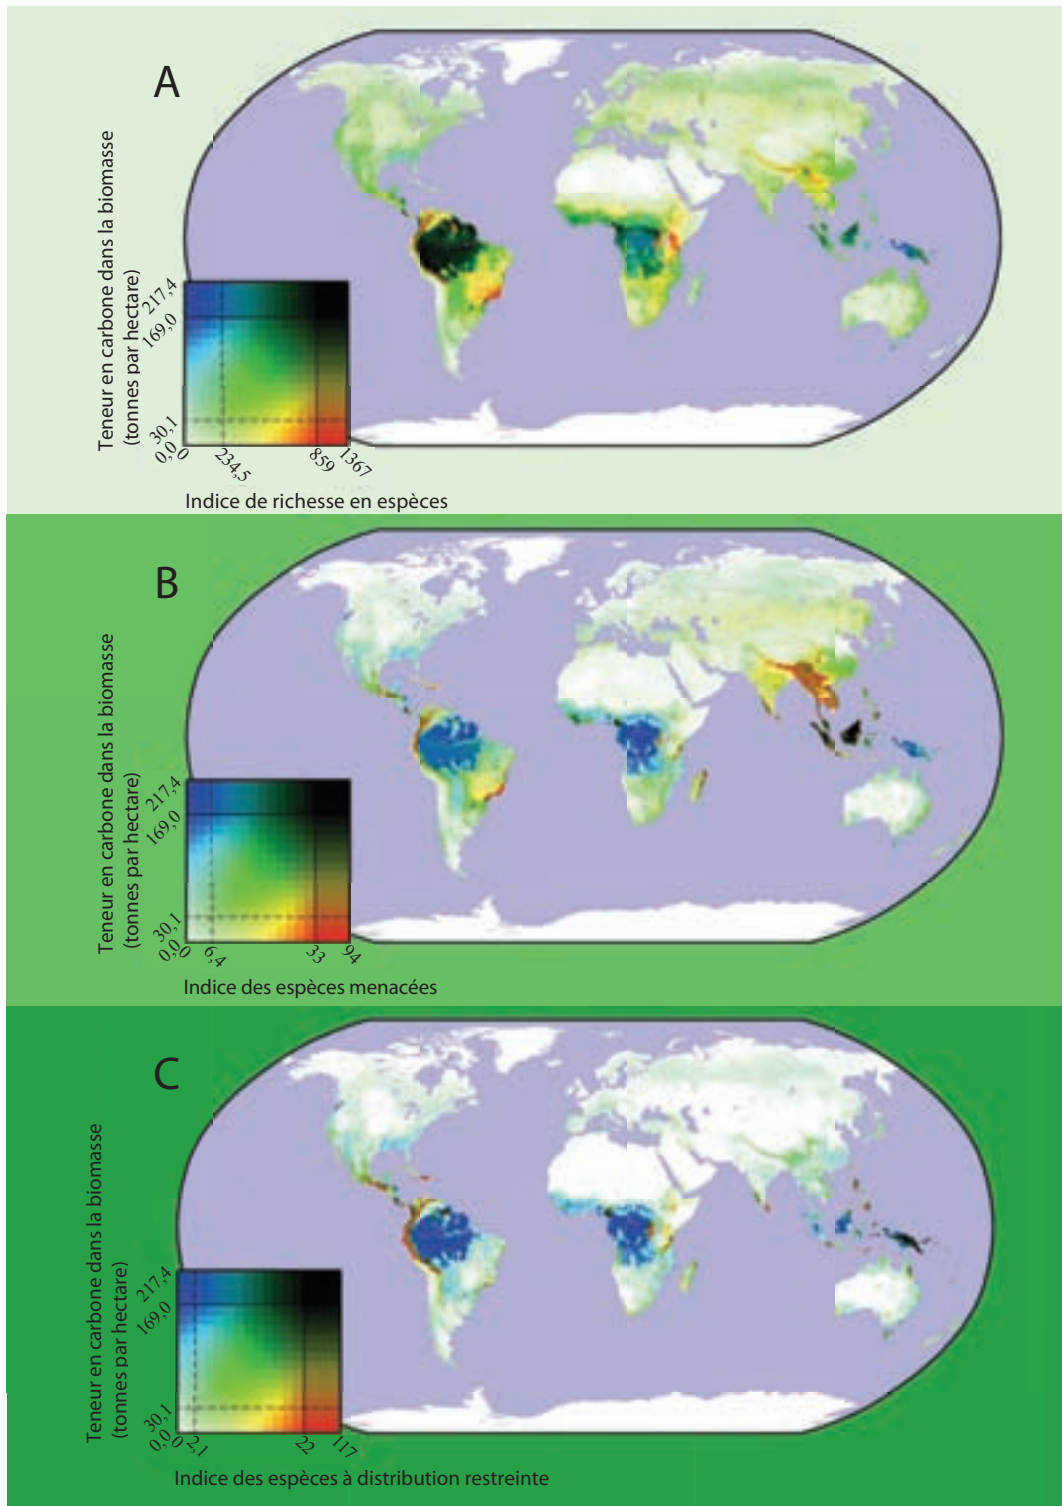 A
Teneur en carbone dans la biomasse
(tonnes par hectare)
217,4
169,0
30,1
0,0
0
234,5
859
1367
Indice de richesse en espèces
B
Teneur en carbone dans la biomasse
(tonnes par hectare)
217,4
169,0
30,1
0,0
0
6,4
33
94
Indice des espèces menacées
C
Teneur en carbone dans la biomasse
(tonnes par hectare)
217,4
169,0
30,1
0,0
0
2,1
22
117
Indice des espèces à distribution restreinte